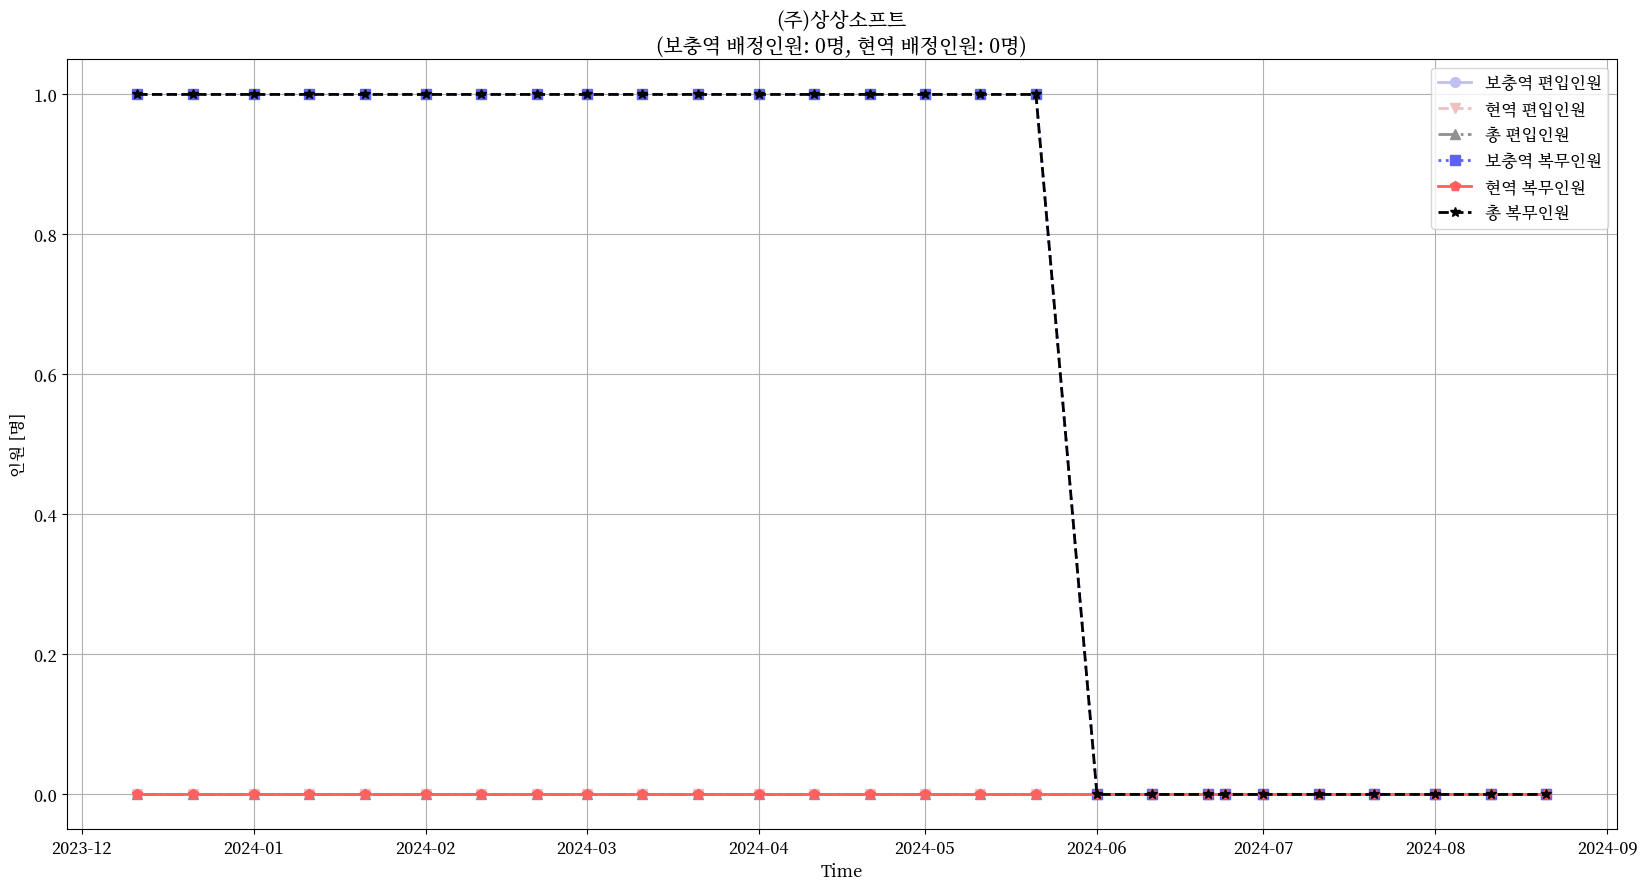 (주)상상소프트
(보충역 배정인원: 0명, 현역 배정인원: 0명)
보충역 편입인원
현역 편입인원
총 편입인원
보충역 복무인원
현역 복무인원
총 복무인원
1.0
0.8
0.6
0.4
0.2
0.0
인원 [명]
2023-12
2024-01
2024-02
2024-03
2024-04
2024-05
2024-06
2024-07
2024-08
2024-09
Time